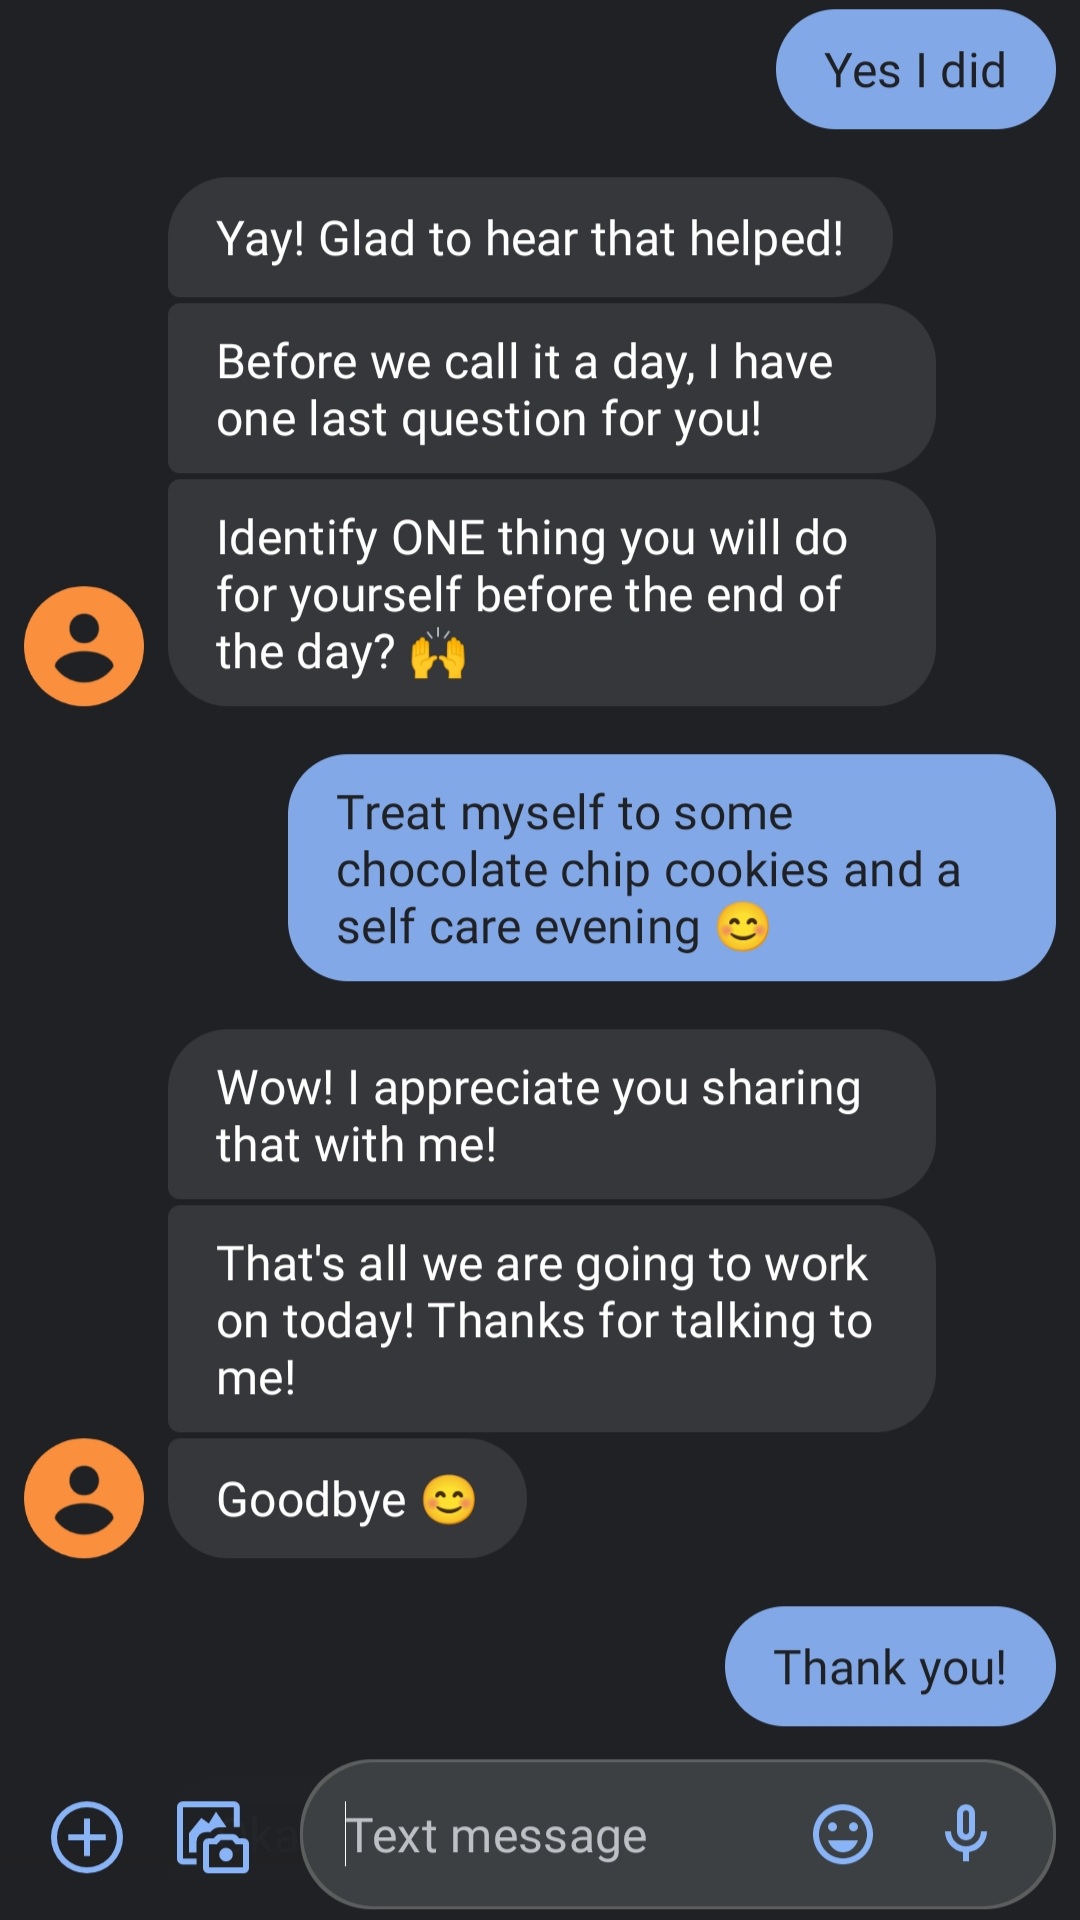 Yes I did
Yay! Glad to hear that helped!
Before we call it a day, I have
one last question for you!
Identify ONE thing you will do
for yourself before the end of
the day? 🙌
Treat myself to some
chocolate chip cookies and a
self care evening 😊
Wow! I appreciate you sharing
that with me!
That's all we are going to work
on today! Thanks for talking to
me!
Goodbye 😊
Thank you!
Text message